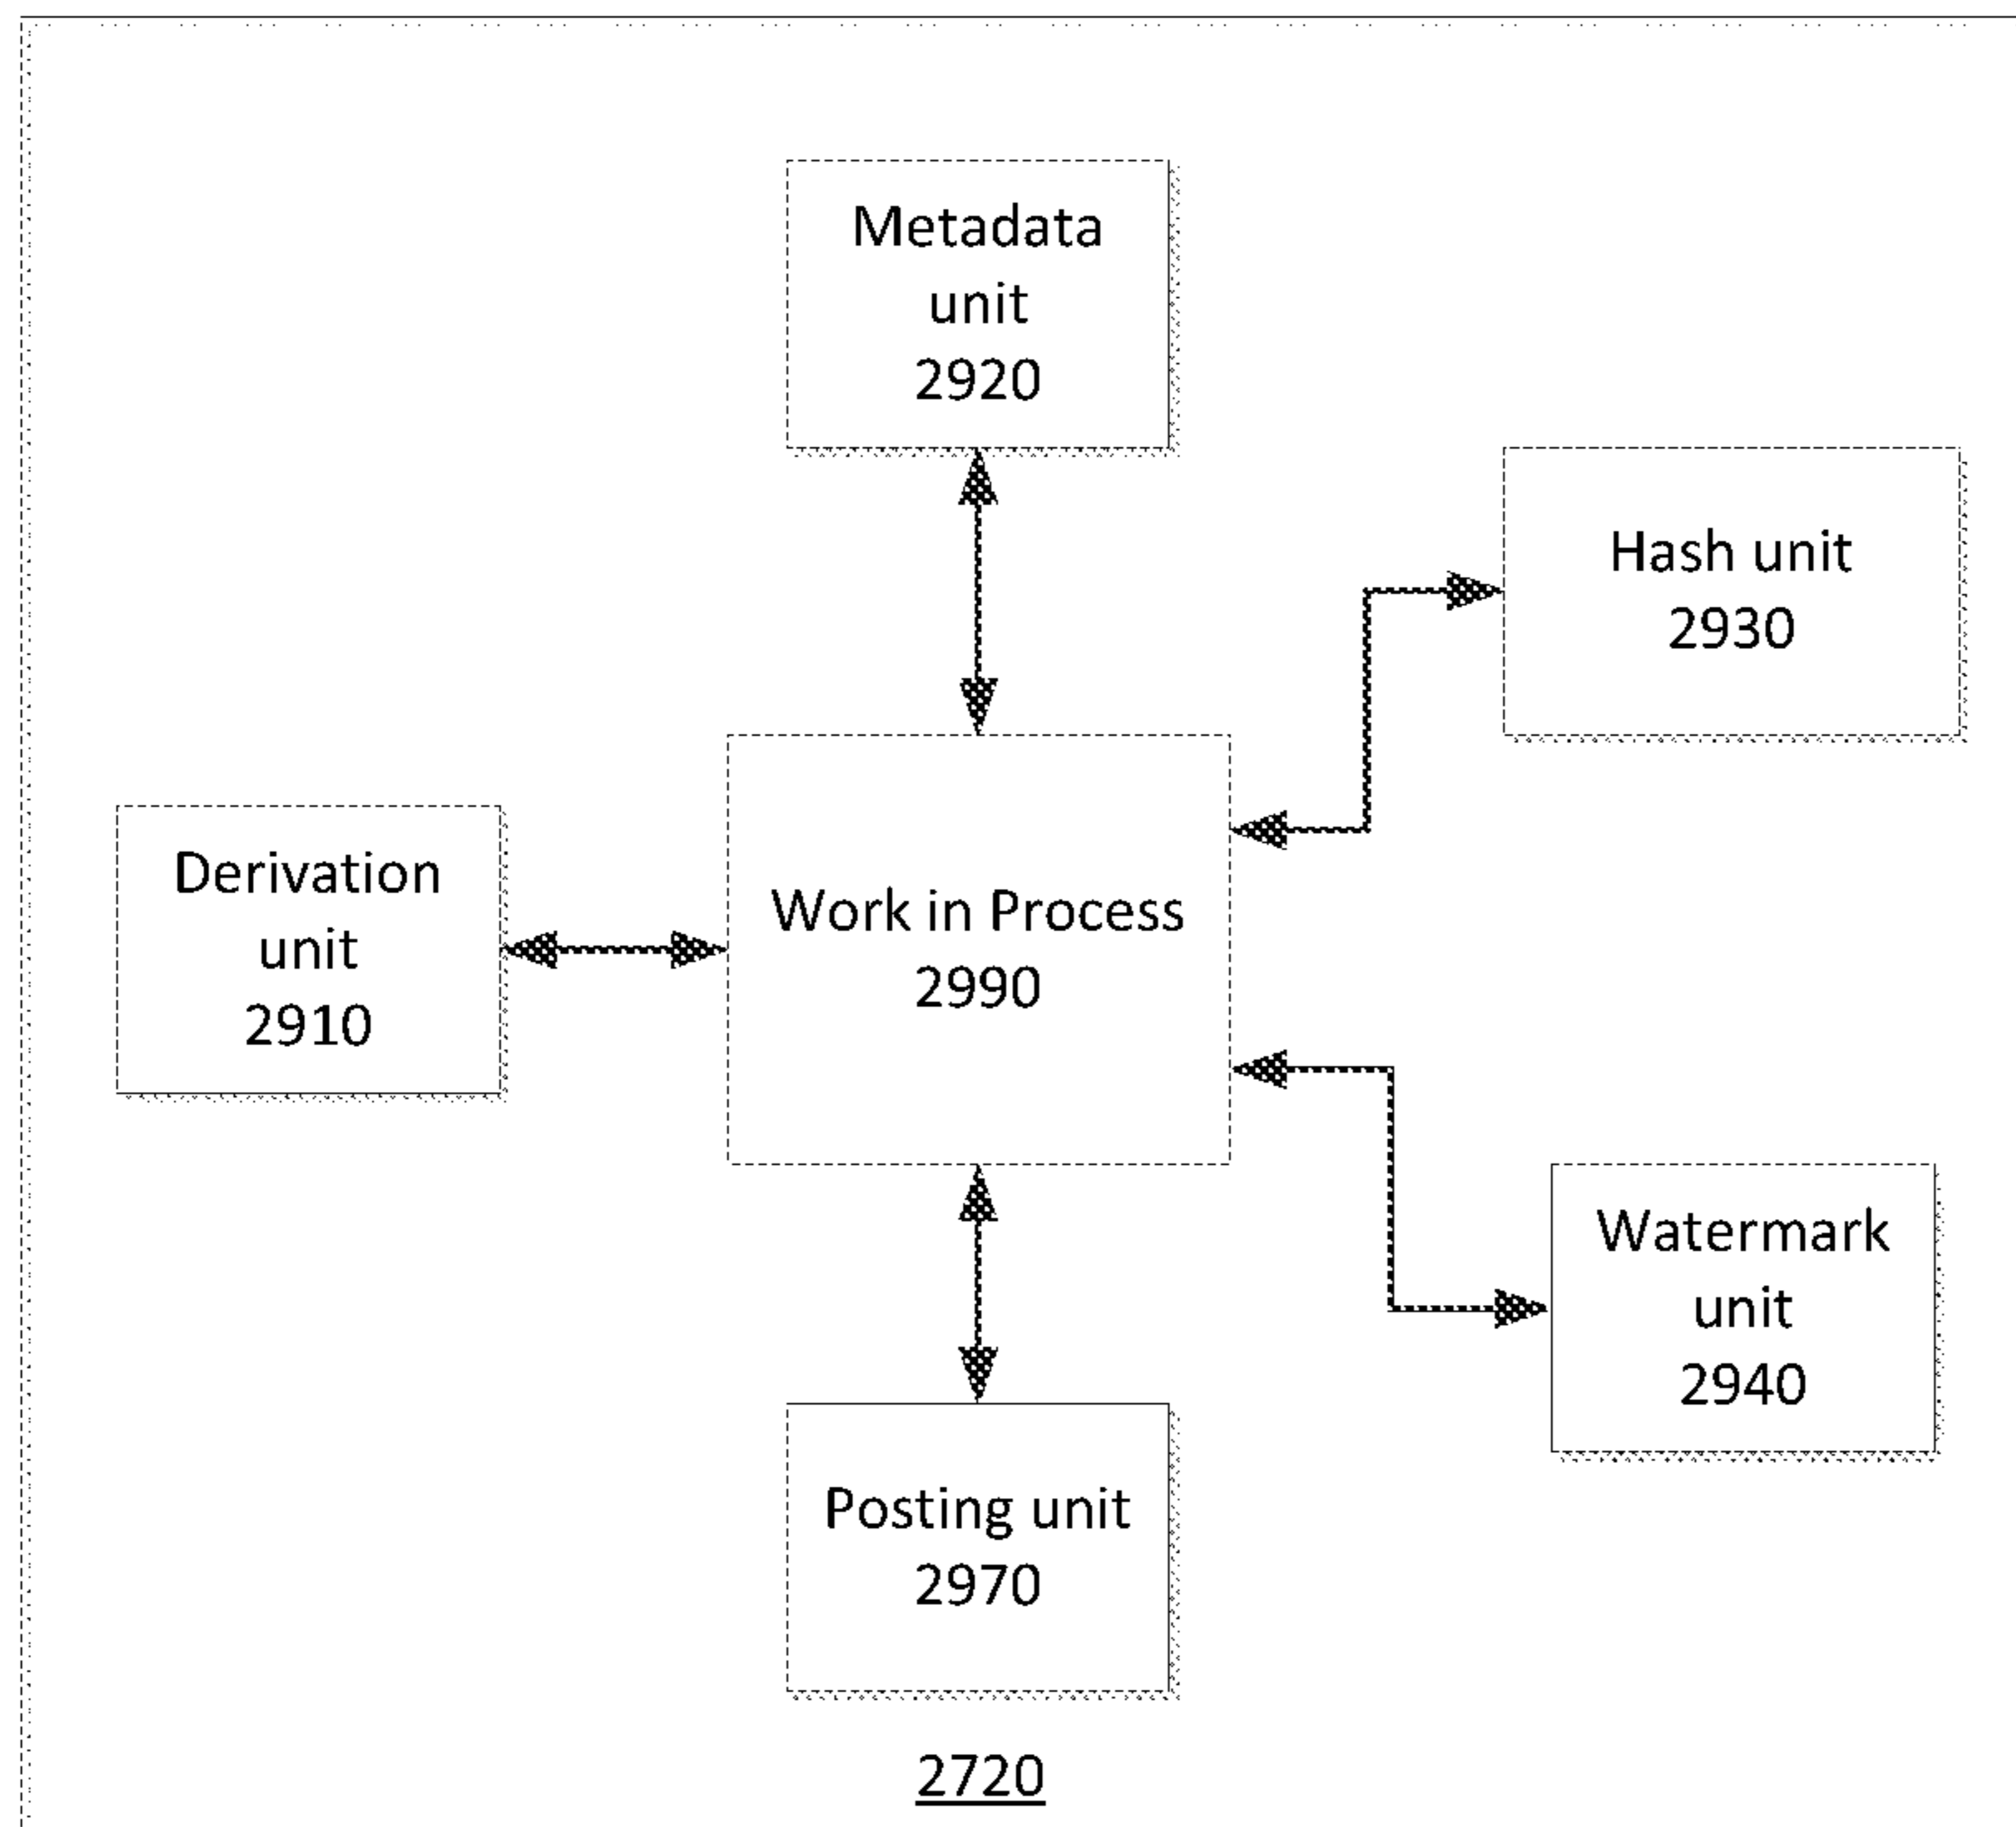 Metadata
unit
2920
Hash unit
2930
Derivation
unit
2910
Work in Process
2990
Watermark
unit
2940
Posting unit
2970
2720